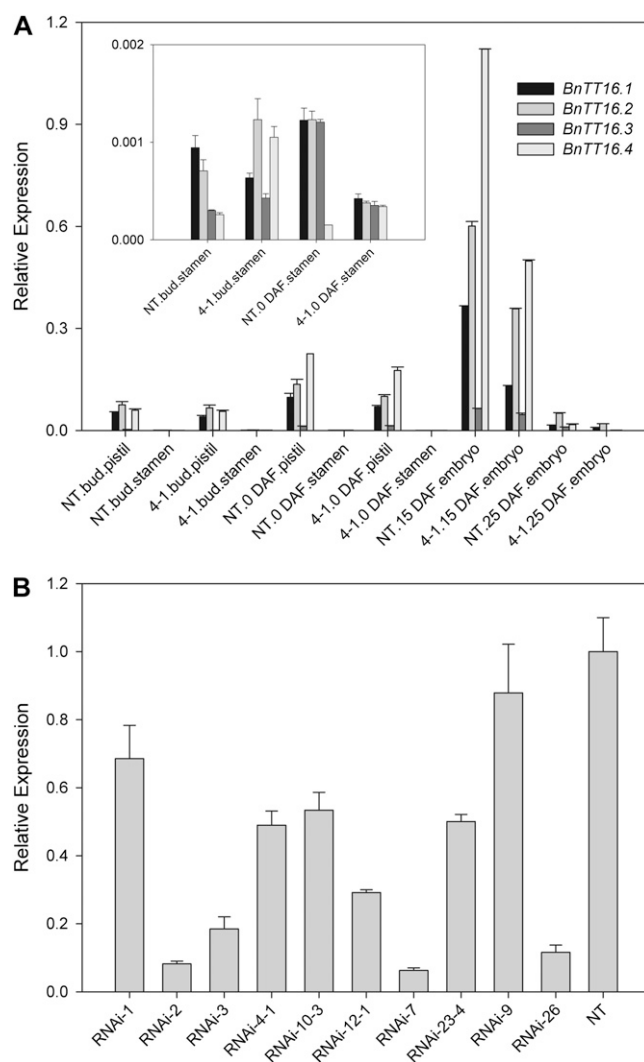 A
Relative Expression
1.2
0.9
0.6
0.3
0.0
0.002
0.001
0.000
NT.bud.stamen
4-1.bud.stamen
NT.0 DAF.stamen
4-1.0 DAF.stamen
BnTT16.1
BnTT16.2
BnTT16.3
BnTT16.4
NT.bud.pistil
NT.bud.stamen
4-1.bud.pistil
4-1.bud.stamen
NT.0 DAF.pistil
NT.0 DAF.stamen
4-1.0 DAF.pistil
4-1.0 DAF.stamen
NT.15 DAF.embryo
4-1.15 DAF.embryo
NT.25 DAF.embryo
4-1.25 DAF.embryo
B
Relative Expression
1.2
1.0
0.8
0.6
0.4
0.2
0.0
RNAi-1
RNAi-2
RNAi-3
RNAi-4-1
RNAi-10-3
RNAi-12-1
RNAi-7
RNAi-23-4
RNAi-9
RNAi-26
NT